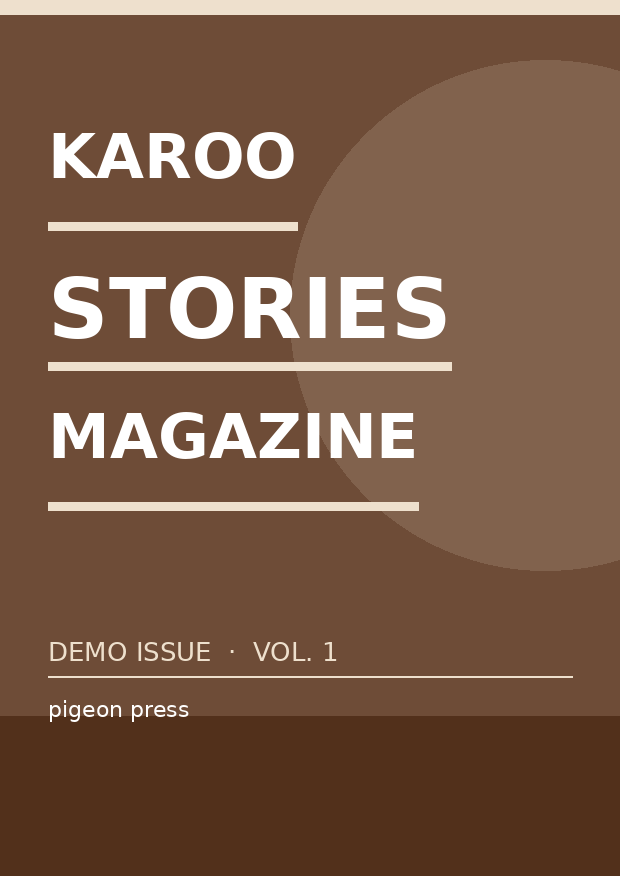 KAROO
STORIES
MAGAZINE
DEMO ISSUE · VOL. 1
pigeon press